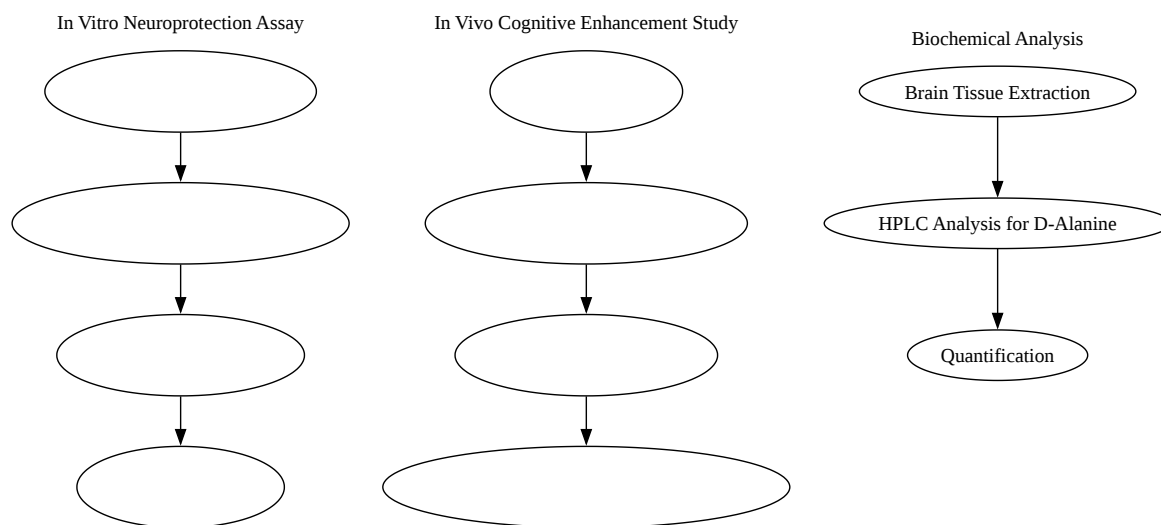 In Vitro Neuroprotection Assay
In Vivo Cognitive Enhancement Study
Biochemical Analysis
Brain Tissue Extraction
HPLC Analysis for D-Alanine
Quantification